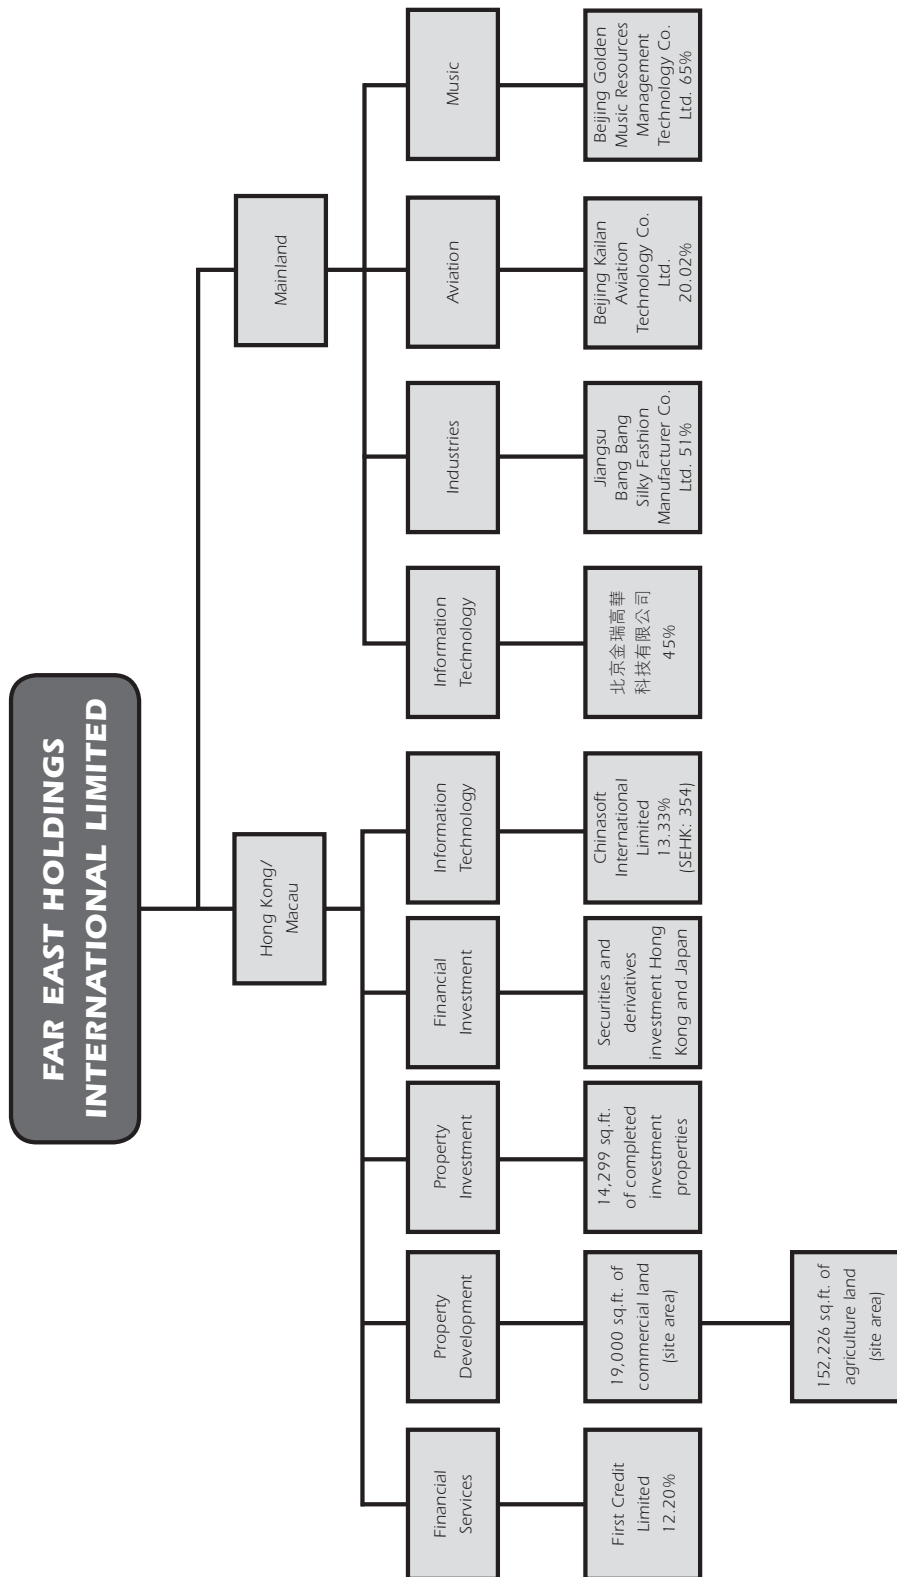 FAR EAST HOLDINGS
INTERNATIONAL LIMITED
Hong Kong/
Macau
Mainland
Financial
Services
Property
Development
Property
Investment
Financial
Investment
Information
Technology
Information
Technology
Industries
Aviation
Music
First Credit
Limited
12.20%
19,000 sq.ft. of
commercial land
(site area)
14,299 sq.ft.
of completed
investment
properties
Securities and
derivatives
investment Hong
Kong and Japan
Chinasoft
International
Limited
13.33%
(SEHK: 354)
北京金瑞高華
科技有限公司
45%
Jiangsu
Bang Bang
Silky Fashion
Manufacturer Co.
Ltd. 51%
Beijing Kailan
Aviation
Technology Co.
Ltd.
20.02%
Beijing Golden
Music Resources
Management
Technology Co.
Ltd. 65%
152,226 sq.ft. of
agriculture land
(site area)